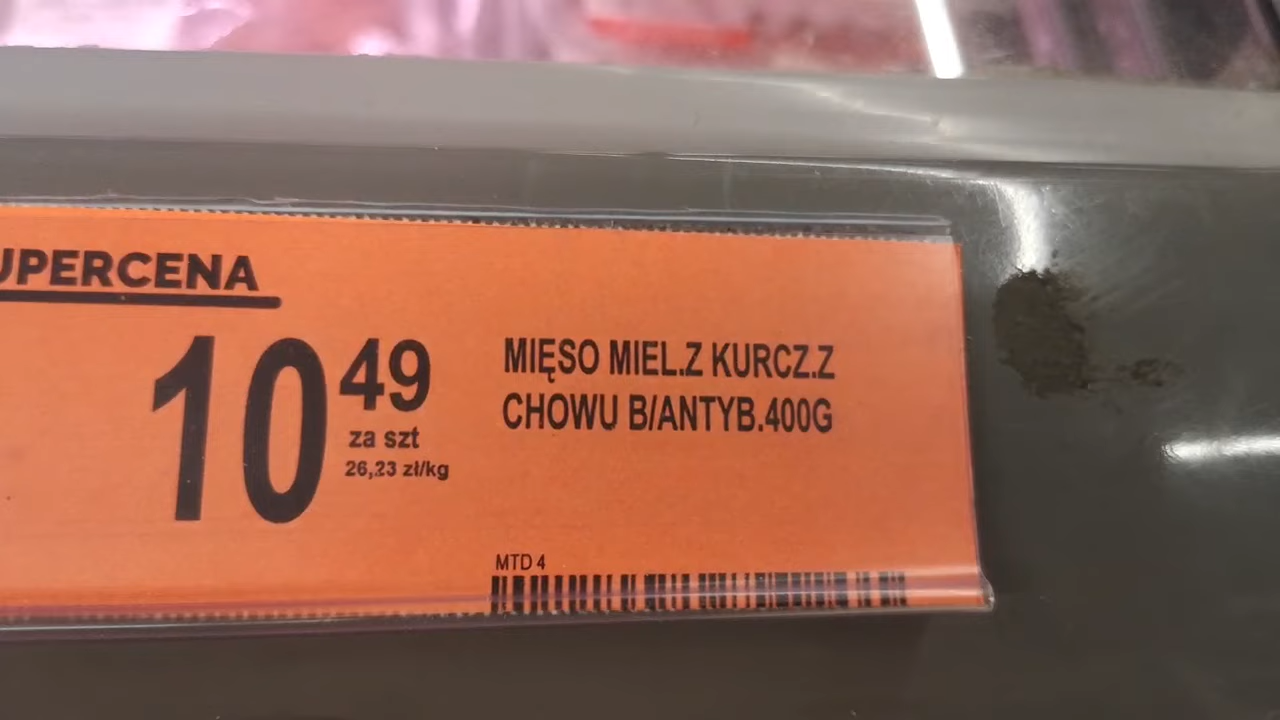 UPERCENA
10 49
za szt
26,23 zł/kg
MIĘSO MIEL.Z KURCZ.Z
CHOWU B/ANTYB.400G
MTD 4